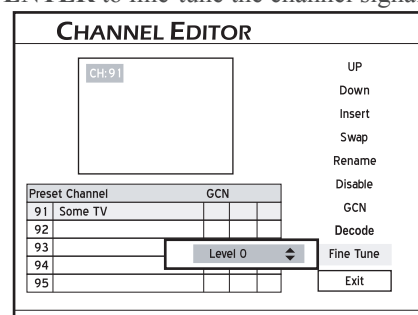 ENTER to fine-tune the channel signal
CHANNEL EDITOR
CH:91
UP
Down
Insert
Swap
Rename
Disable
GCN
Decode
Fine Tune
Exit
Preset Channel GCN
91 Some TV
92
93
94
95
Level 0